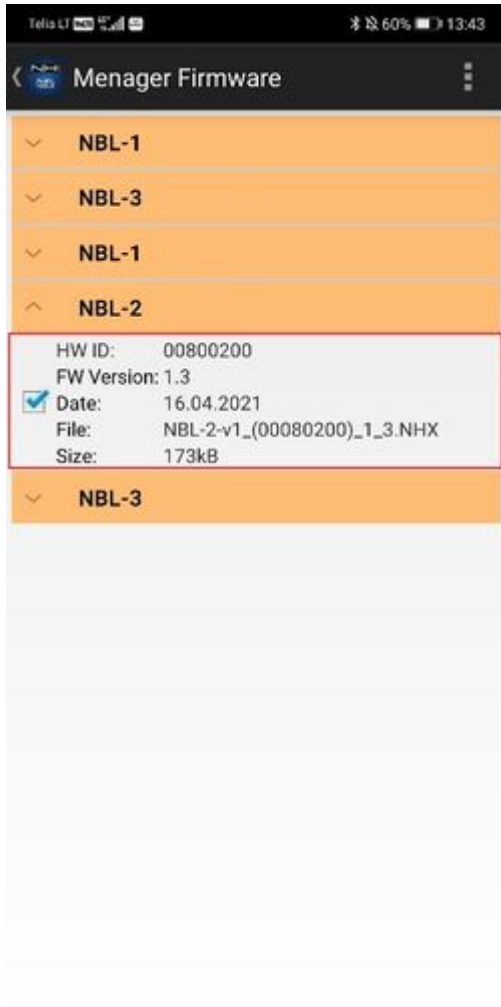 Telia LT 60% 13:43
Menager Firmware
NBL-1
NBL-3
NBL-1
NBL-2
HW ID: 00800200
FW Version: 1.3
Date: 16.04.2021
File: NBL-2-v1_(00080200)_1_3.NHX
Size: 173kB
NBL-3